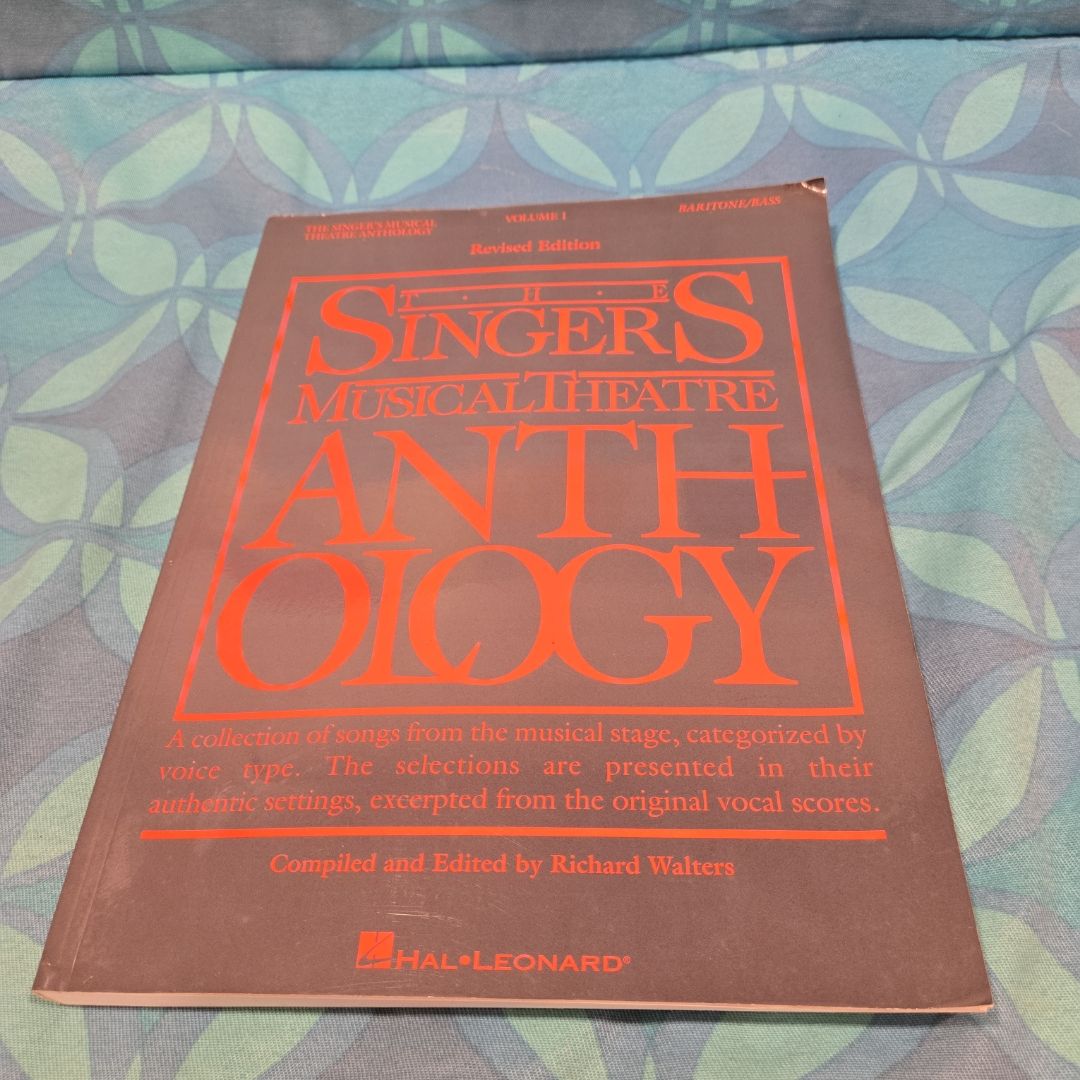 THE SINGER'S MUSICAL
THEATRE ANTHOLOGY
VOLUME 1
BARITONE/BASS
Revised Edition
T·H·E
SINGERS
MUSICAL THEATRE
ANTH
OLOGY
A collection of songs from the musical stage, categorized by
voice type. The selections are presented in their
authentic settings, excerpted from the original vocal scores.
Compiled and Edited by Richard Walters
HAL•LEONARD®